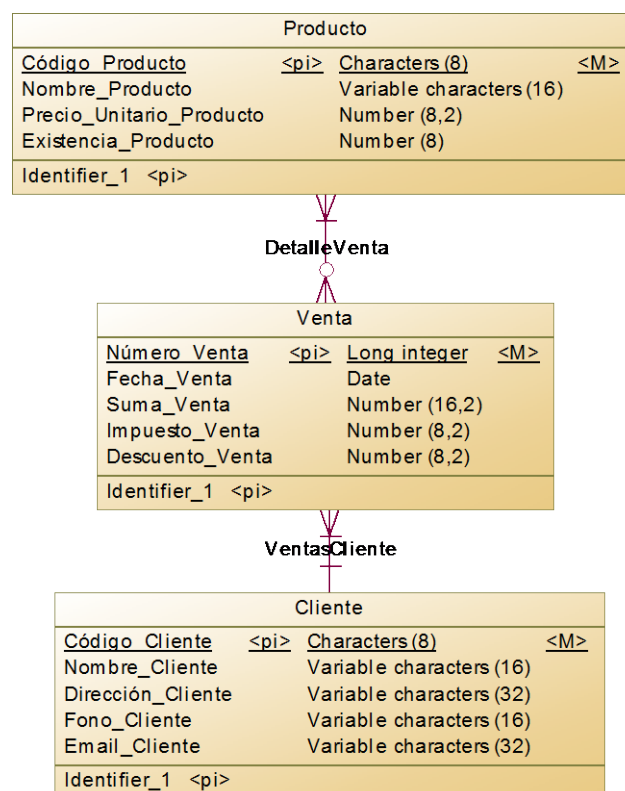 Producto
Código_Producto <pi> Characters (8) <M>
Nombre_Producto Variable characters (16)
Precio_Unitario_Producto Number (8,2)
Existencia_Producto Number (8)
Identifier_1 <pi>
DetalleVenta
Venta
Número_Venta <pi> Long integer <M>
Fecha_Venta Date
Suma_Venta Number (16,2)
Impuesto_Venta Number (8,2)
Descuento_Venta Number (8,2)
Identifier_1 <pi>
VentasCliente
Cliente
Código_Cliente <pi> Characters (8) <M>
Nombre_Cliente Variable characters (16)
Dirección_Cliente Variable characters (32)
Fono_Cliente Variable characters (16)
Email_Cliente Variable characters (32)
Identifier_1 <pi>